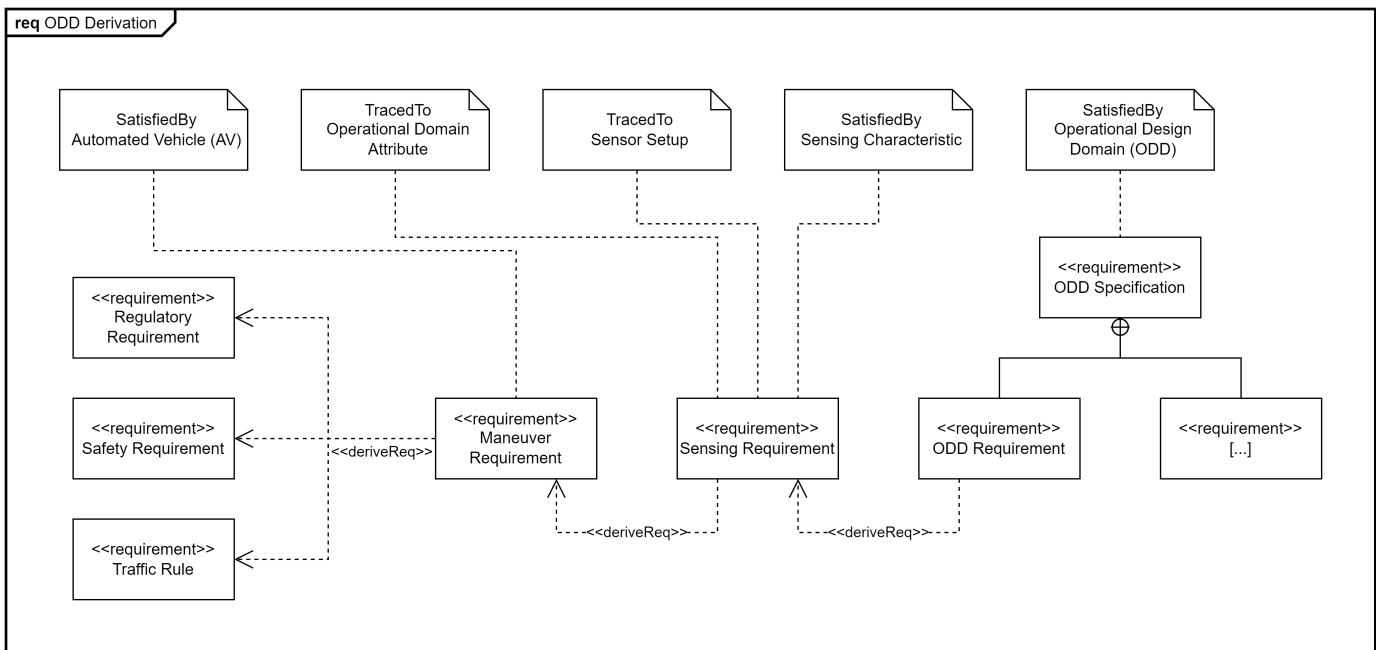 req ODD Derivation
SatisfiedBy
Automated Vehicle (AV)
TracedTo
Operational Domain
Attribute
TracedTo
Sensor Setup
SatisfiedBy
Sensing Characteristic
SatisfiedBy
Operational Design
Domain (ODD)
<<requirement>>
ODD Specification
<<requirement>>
Regulatory
Requirement
<<requirement>>
Safety Requirement
<<deriveReq>>
<<requirement>>
Maneuver
Requirement
<<requirement>>
Sensing Requirement
<<requirement>>
ODD Requirement
<<requirement>>
[...]
<<deriveReq>>
<<deriveReq>>
<<requirement>>
Traffic Rule